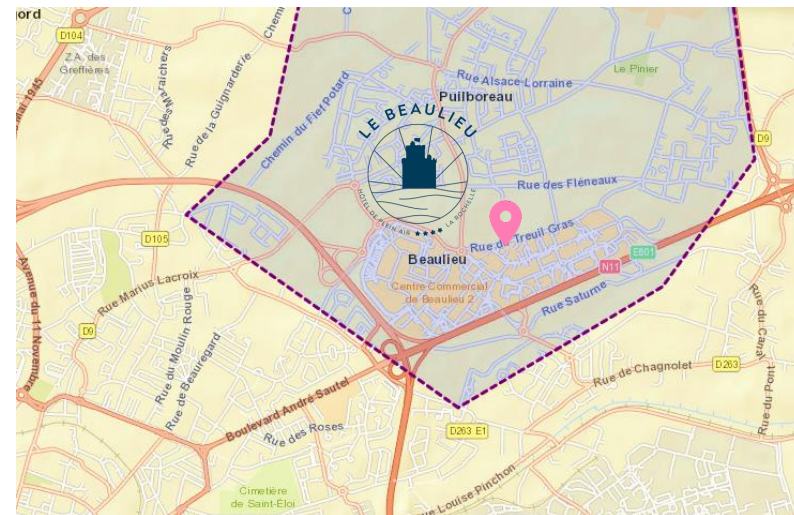 ord
D104
Z.A. des
Greffières
Rue des Maraîchers
Rue de la Guignarderie
Chemi
Chemin du Fief Potard
Rue Alsace-Lorraine
Le Pinier
Puilboreau
LE BEAULIEU
HÔTEL DE PLEIN AIR ★★★★ LA ROCHELLE
D9
Rue des Fléneaux
Rue du Treuil Gras
D105
Beaulieu
E601
N11
Centre Commercial
de Beaulieu 2
Rue Saturne
Avenue du 11 Novembre
Rue Marius Lacroix
D9
Rue du Moulin Rouge
Rue de Beauregard
Rue du Canal
Rue de Chagnolet
D263
Rue du Pont
Boulevard André Sautel
Rue des Roses
D263 E1
Cimetière
de Saint-Éloi
ue Louise Pinchon